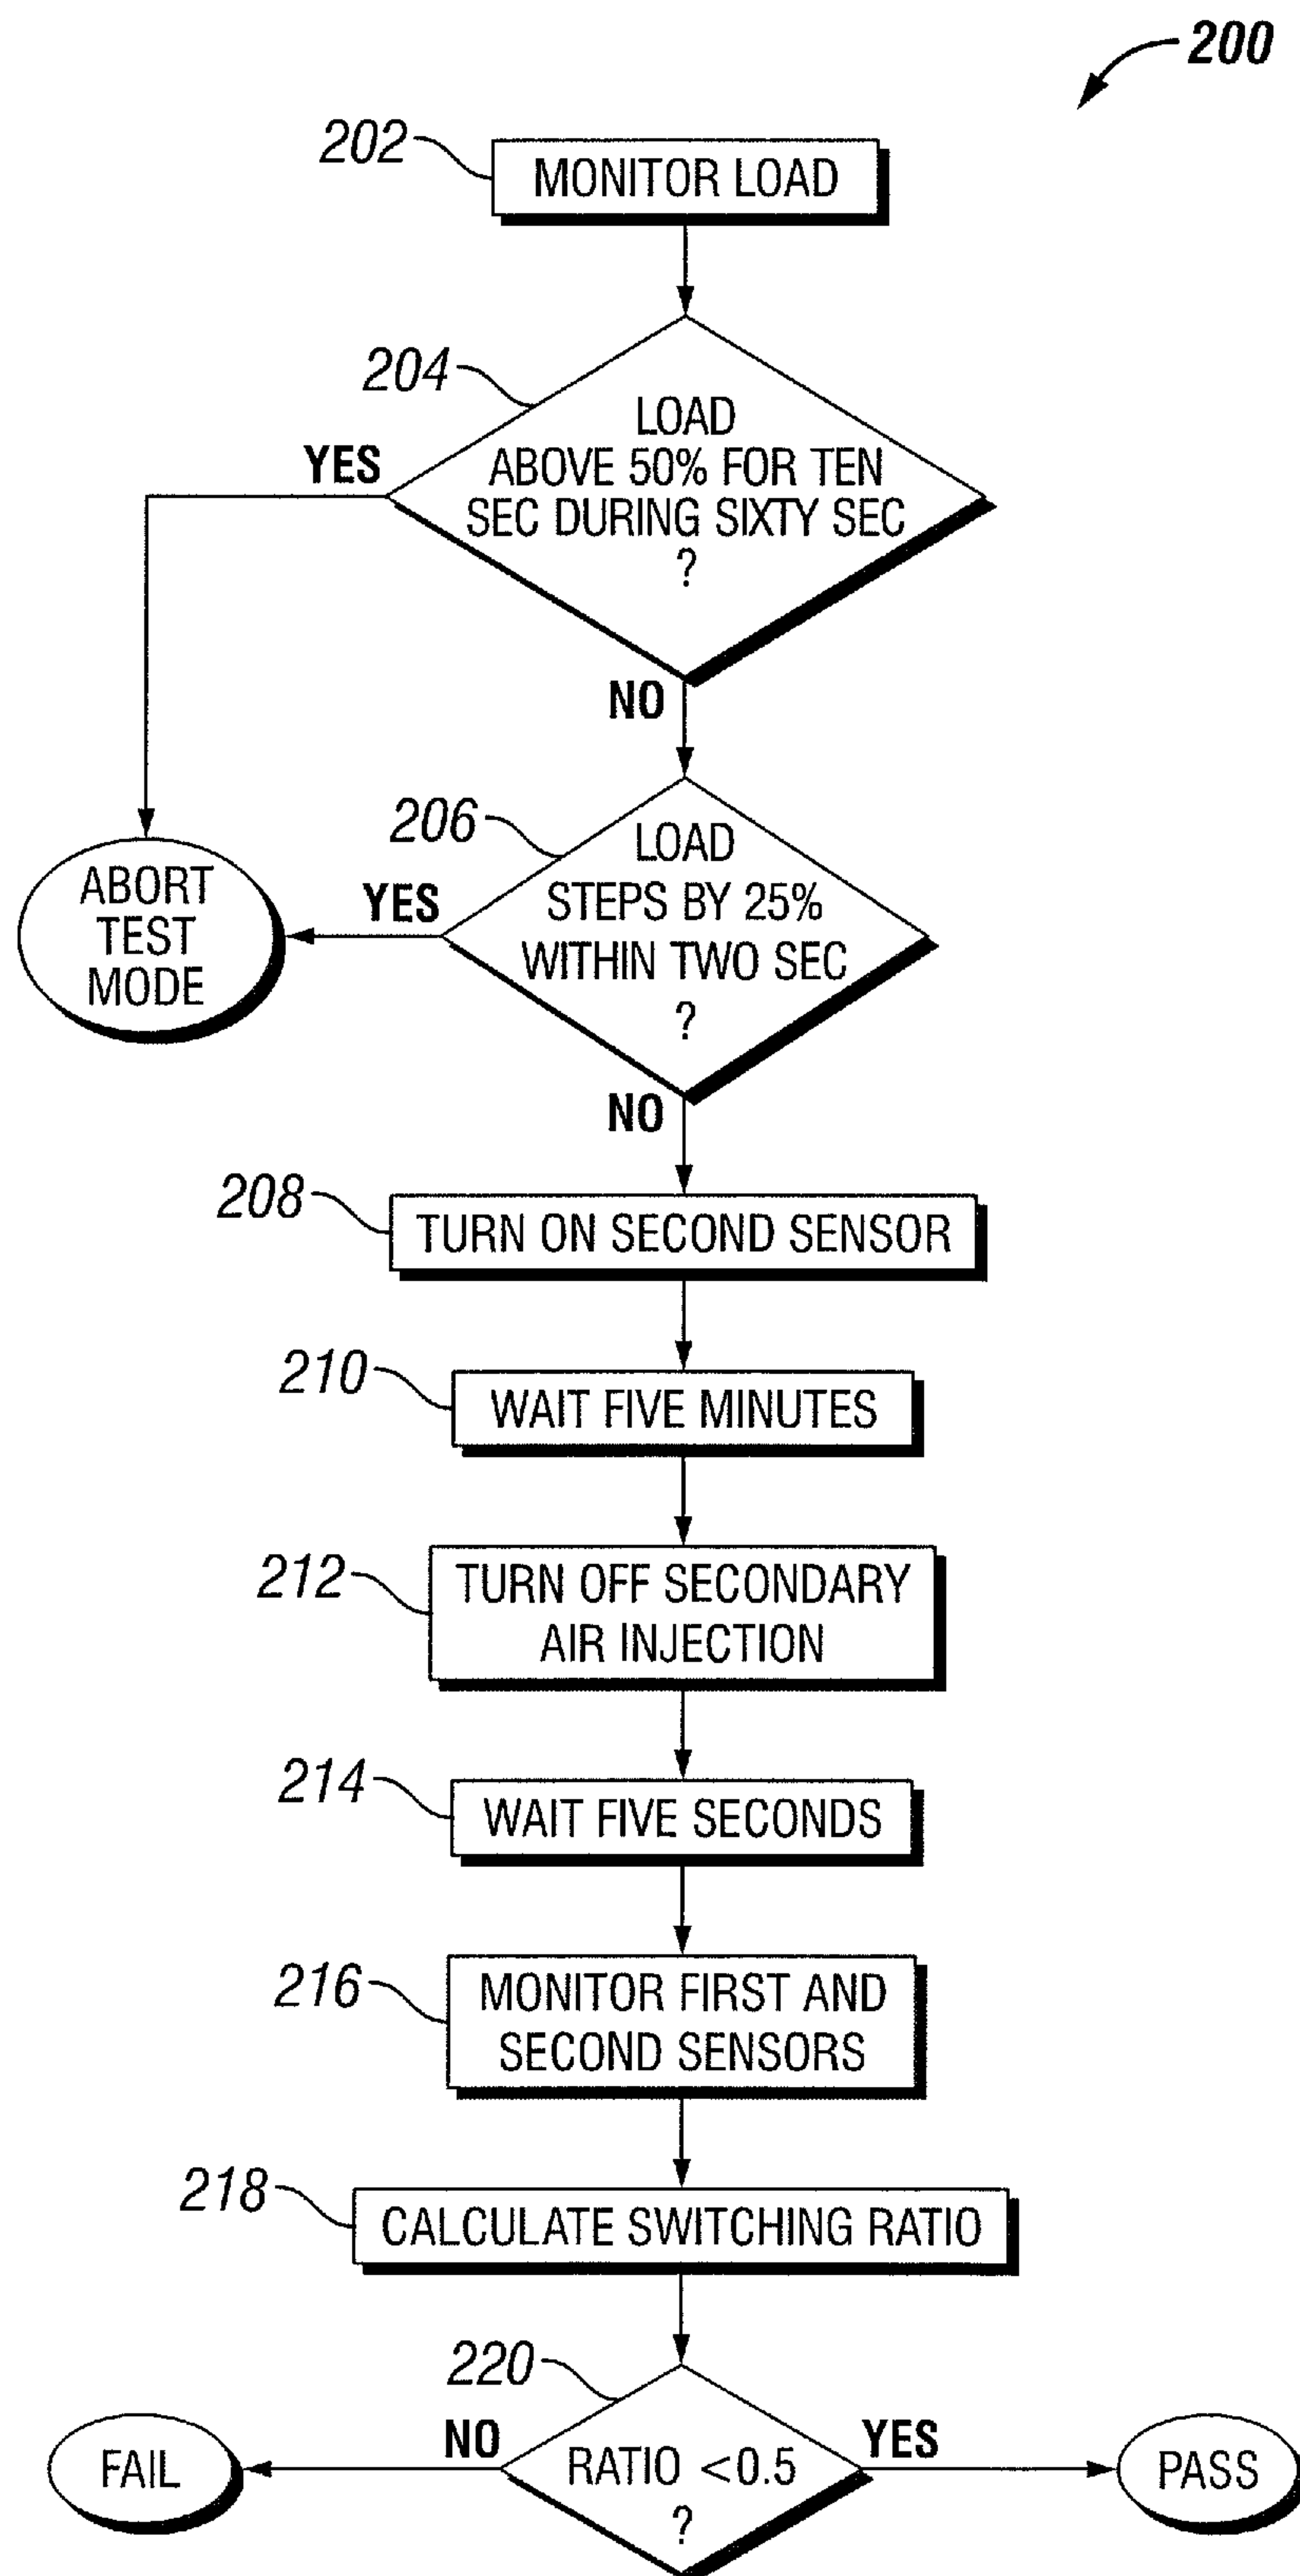 200
202
MONITOR LOAD
204
LOAD
ABOVE 50% FOR TEN
SEC DURING SIXTY SEC
?
YES
NO
206
LOAD
STEPS BY 25%
WITHIN TWO SEC
?
YES
ABORT
TEST
MODE
NO
208
TURN ON SECOND SENSOR
210
WAIT FIVE MINUTES
212
TURN OFF SECONDARY
AIR INJECTION
214
WAIT FIVE SECONDS
216
MONITOR FIRST AND
SECOND SENSORS
218
CALCULATE SWITCHING RATIO
220
RATIO <0.5
?
NO
FAIL
YES
PASS